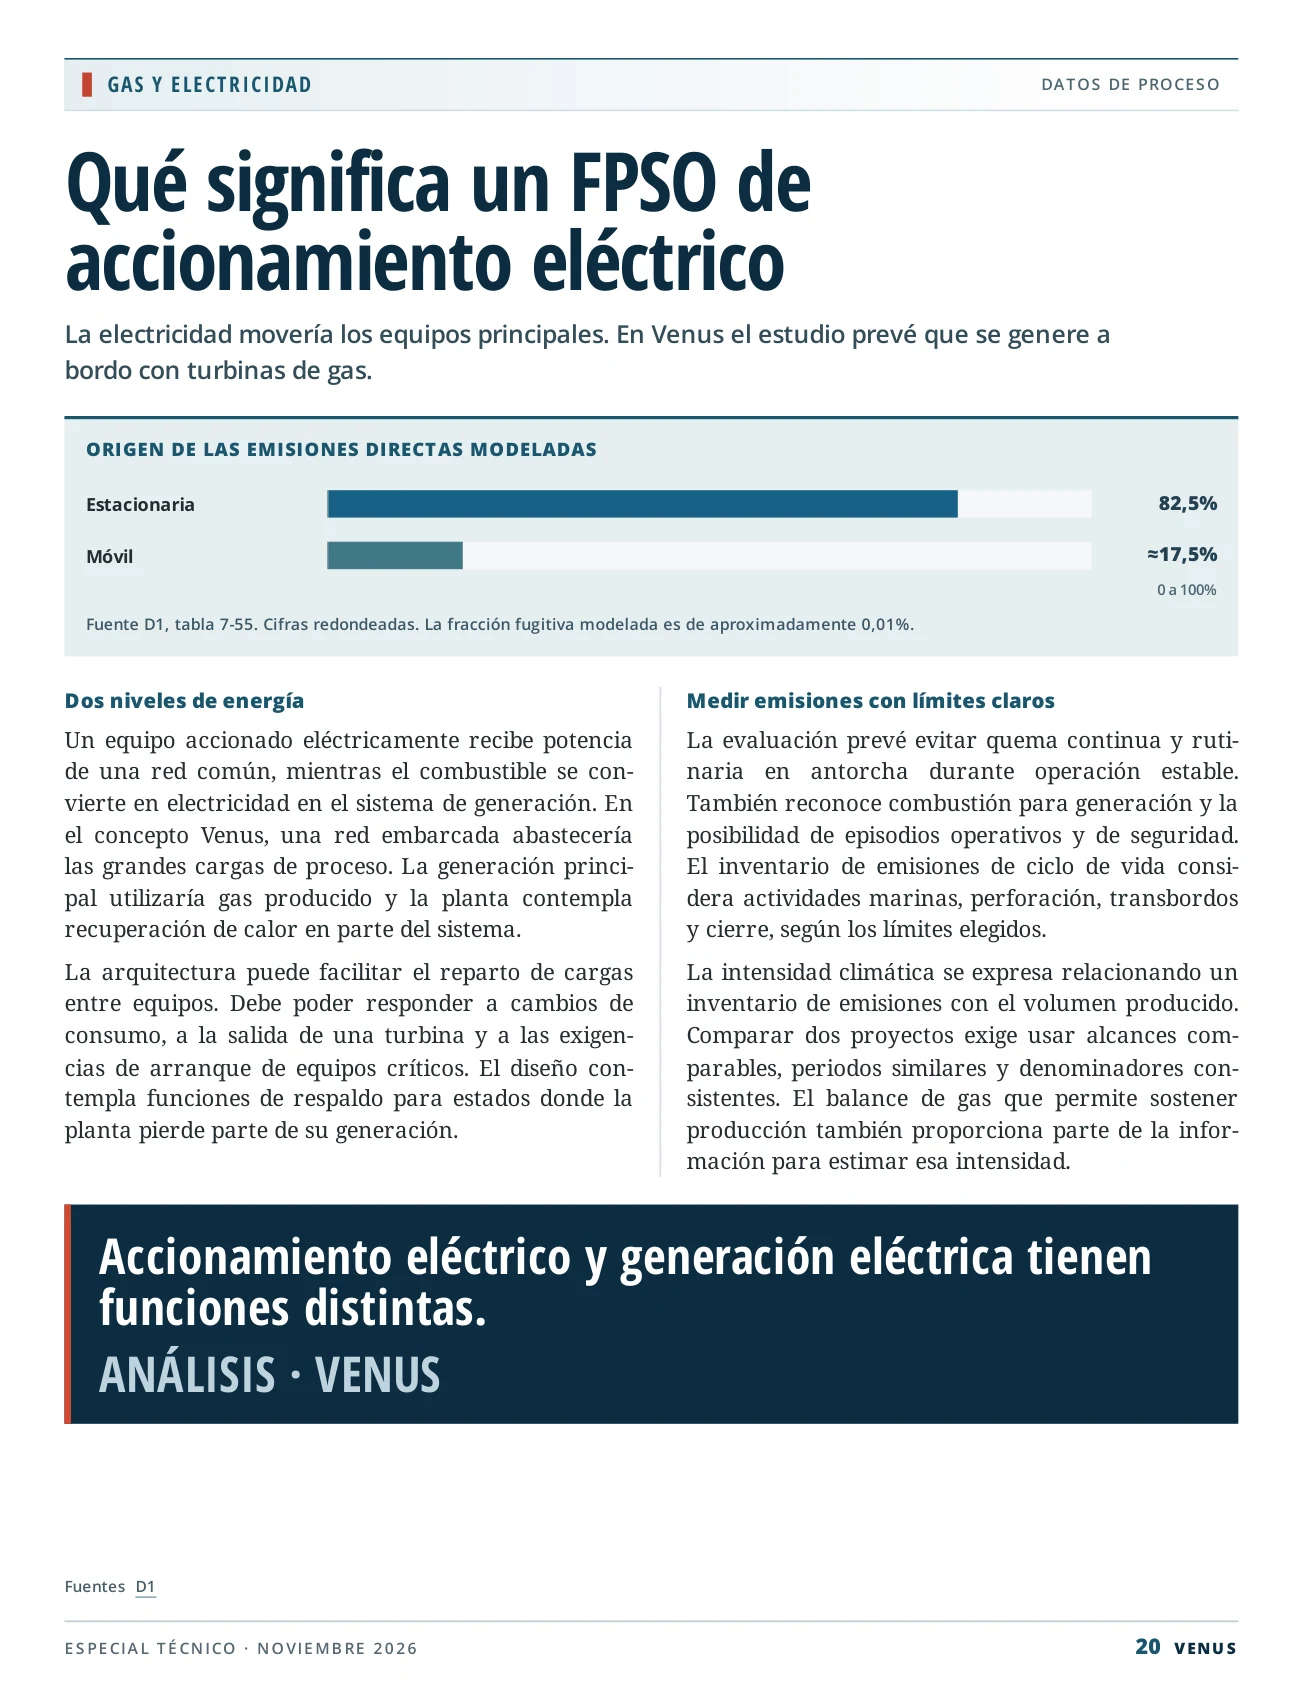 GAS Y ELECTRICIDAD
DATOS DE PROCESO
Qué significa un FPSO de
accionamiento eléctrico
La electricidad movería los equipos principales. En Venus el estudio prevé que se genere a
bordo con turbinas de gas.
ORIGEN DE LAS EMISIONES DIRECTAS MODELADAS
Estacionaria
82,5%
Móvil
≈17,5%
0 a 100%
Fuente D1, tabla 7-55. Cifras redondeadas. La fracción fugitiva modelada es de aproximadamente 0,01%.
Dos niveles de energía
Un equipo accionado eléctricamente recibe potencia
de una red común, mientras el combustible se con-
vierte en electricidad en el sistema de generación. En
el concepto Venus, una red embarcada abastecería
las grandes cargas de proceso. La generación princi-
pal utilizaría gas producido y la planta contempla
recuperación de calor en parte del sistema.
La arquitectura puede facilitar el reparto de cargas
entre equipos. Debe poder responder a cambios de
consumo, a la salida de una turbina y a las exigen-
cias de arranque de equipos críticos. El diseño con-
templa funciones de respaldo para estados donde la
planta pierde parte de su generación.
Medir emisiones con límites claros
La evaluación prevé evitar quema continua y ruti-
naria en antorcha durante operación estable.
También reconoce combustión para generación y la
posibilidad de episodios operativos y de seguridad.
El inventario de emisiones de ciclo de vida consi-
dera actividades marinas, perforación, transbordos
y cierre, según los límites elegidos.
La intensidad climática se expresa relacionando un
inventario de emisiones con el volumen producido.
Comparar dos proyectos exige usar alcances com-
parables, periodos similares y denominadores con-
sistentes. El balance de gas que permite sostener
producción también proporciona parte de la infor-
mación para estimar esa intensidad.
Accionamiento eléctrico y generación eléctrica tienen
funciones distintas.
ANÁLISIS · VENUS
Fuentes D1
ESPECIAL TÉCNICO · NOVIEMBRE 2026
20 VENUS